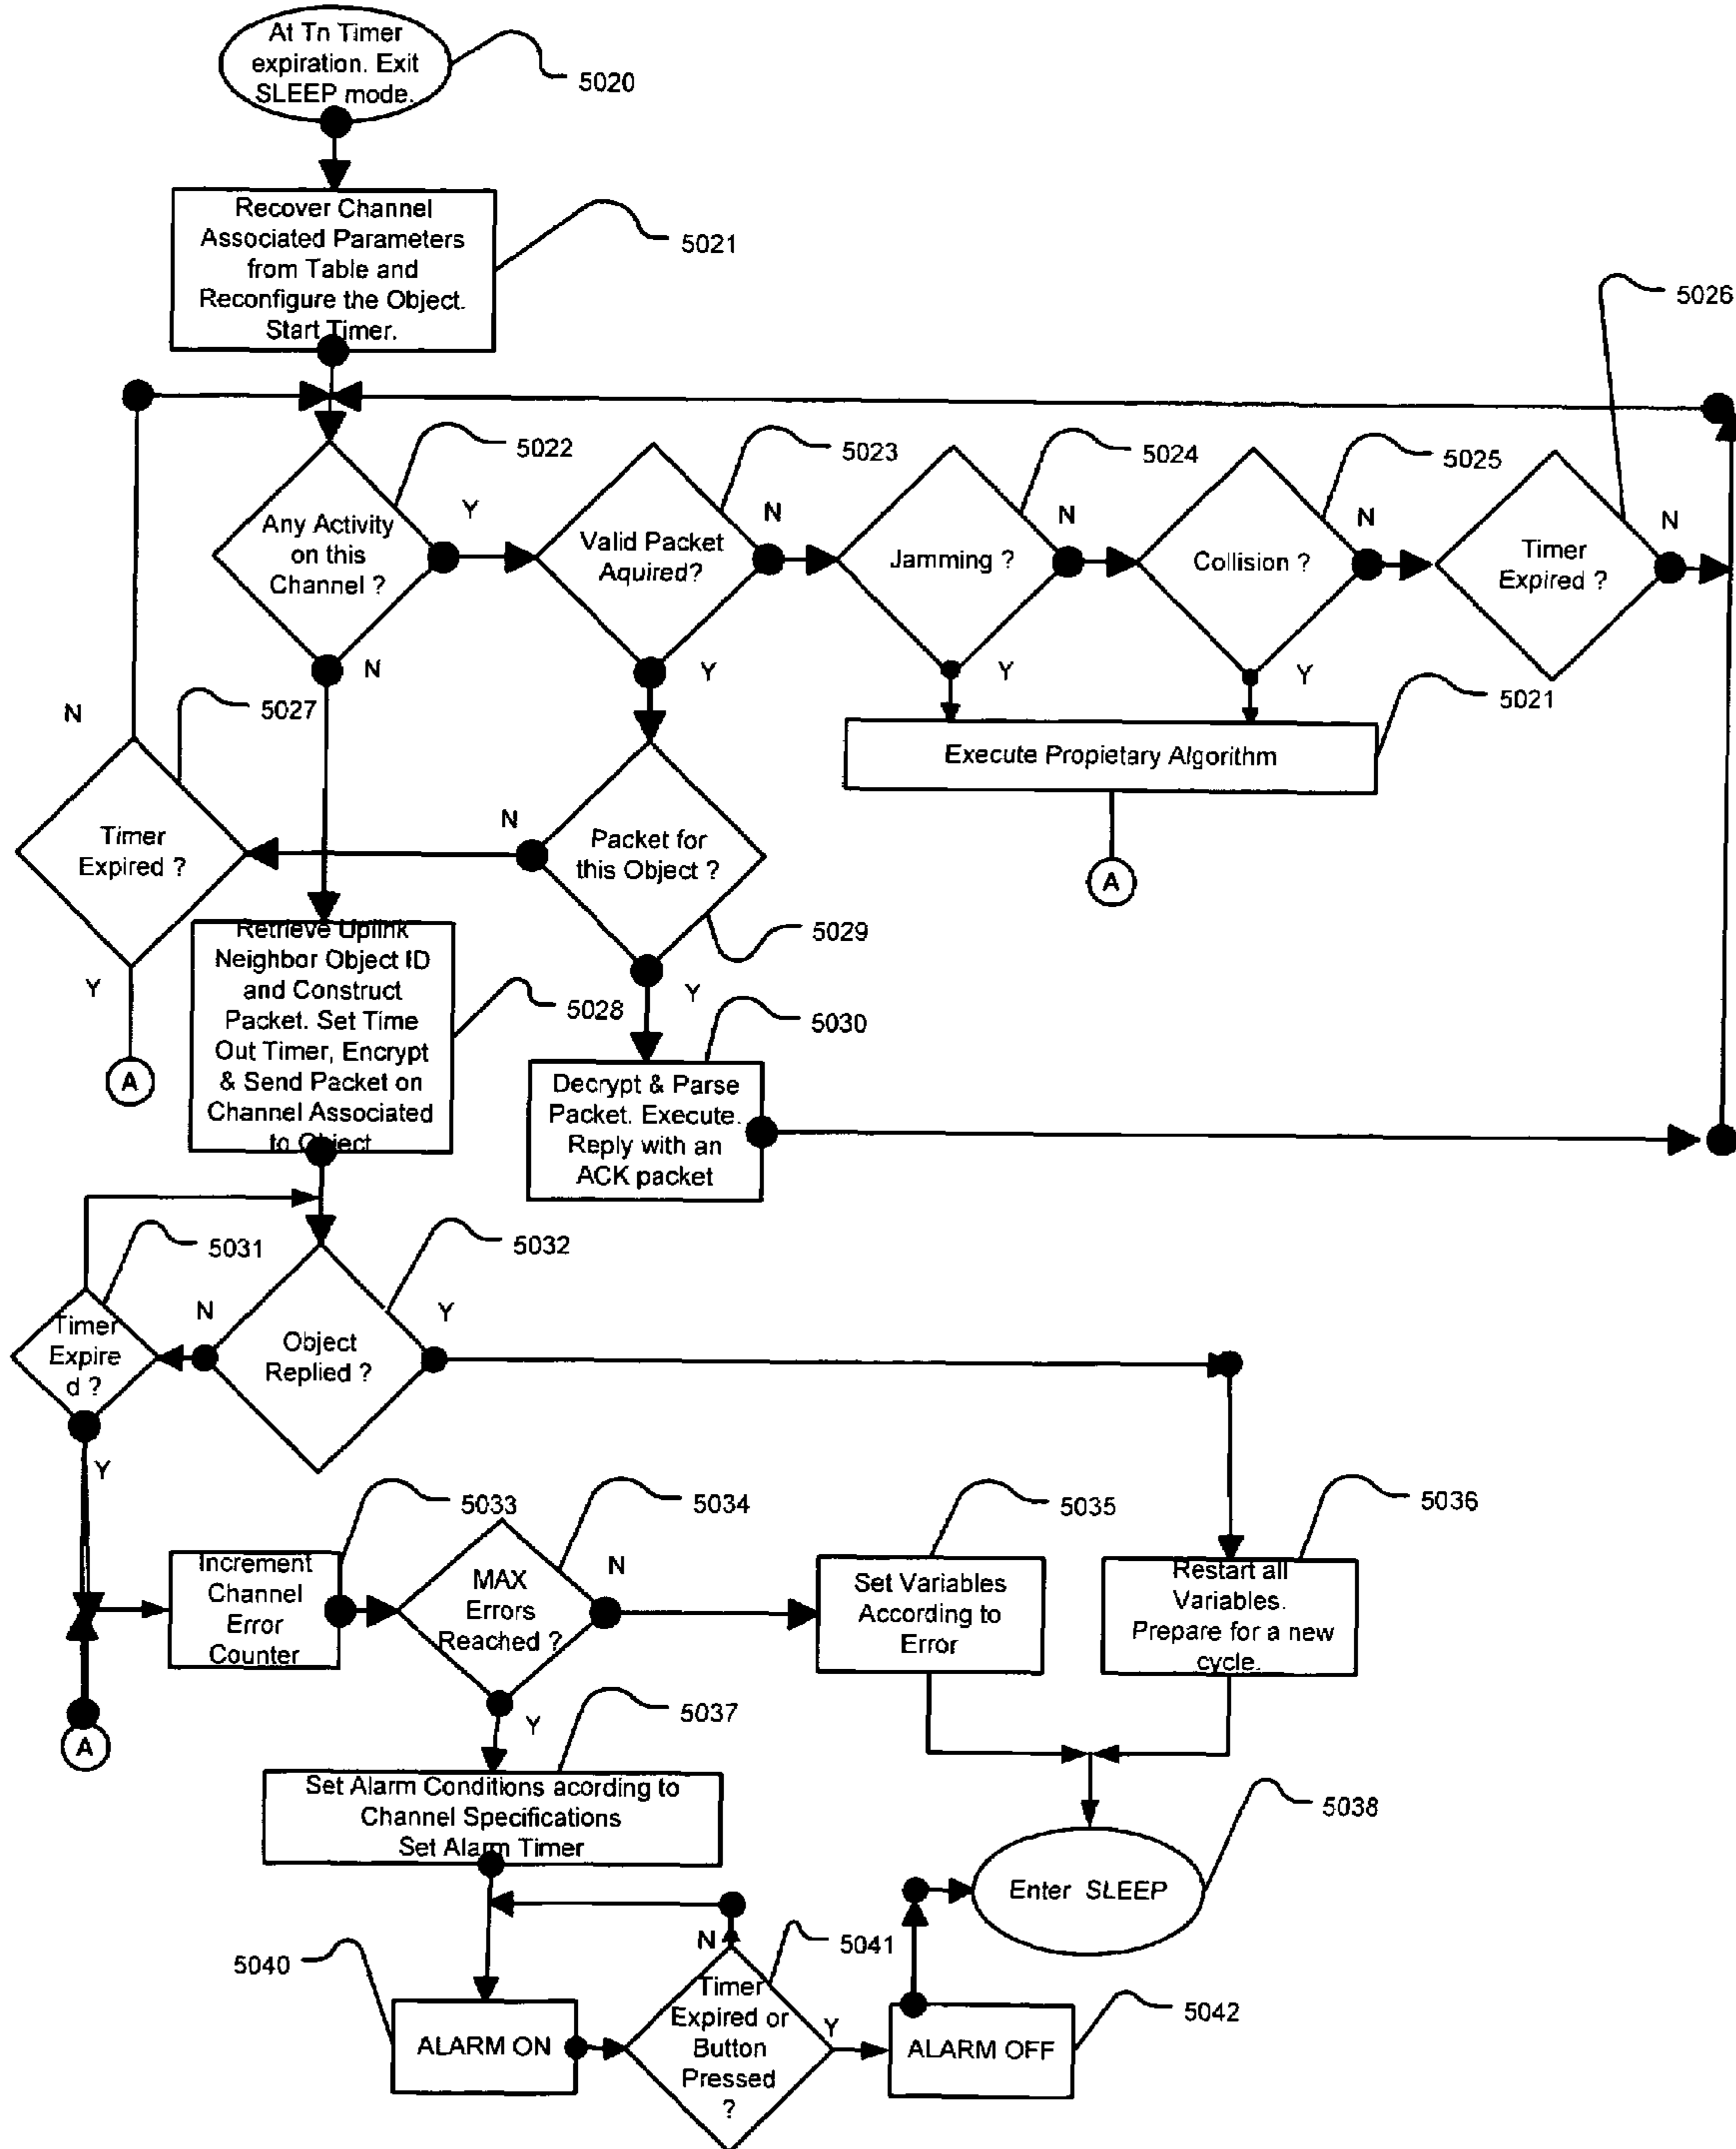 At Tn Timer
expiration. Exit
SLEEP mode.
5020
Recover Channel
Associated Parameters
from Table and
Reconfigure the Object.
Start Timer.
5021
5026
5022
5023
5024
5025
Any Activity
on this
Channel ?
Y
N
Valid Packet
Aquired?
N
Y
Jamming ?
N
Y
Collision ?
N
Y
Timer
Expired ?
N
5021
Execute Propietary Algorithm
A
N
5027
Timer
Expired ?
Y
A
N
Packet for
this Object ?
5029
Y
Retrieve Uplink
Neighbor Object ID
and Construct
Packet. Set Time
Out Timer, Encrypt
& Send Packet on
Channel Associated
to Object
5028
5030
Decrypt & Parse
Packet. Execute.
Reply with an
ACK packet
5031
5032
Timer
Expire
d ?
N
Object
Replied ?
Y
Y
5033
5034
5035
5036
Increment
Channel
Error
Counter
MAX
Errors
Reached ?
N
Set Variables
According to
Error
Restart all
Variables.
Prepare for a new
cycle.
A
Y
5037
Set Alarm Conditions acording to
Channel Specifications
Set Alarm Timer
5038
Enter SLEEP
5040
N
5041
ALARM ON
Timer
Expired or
Button
Pressed
?
Y
ALARM OFF
5042